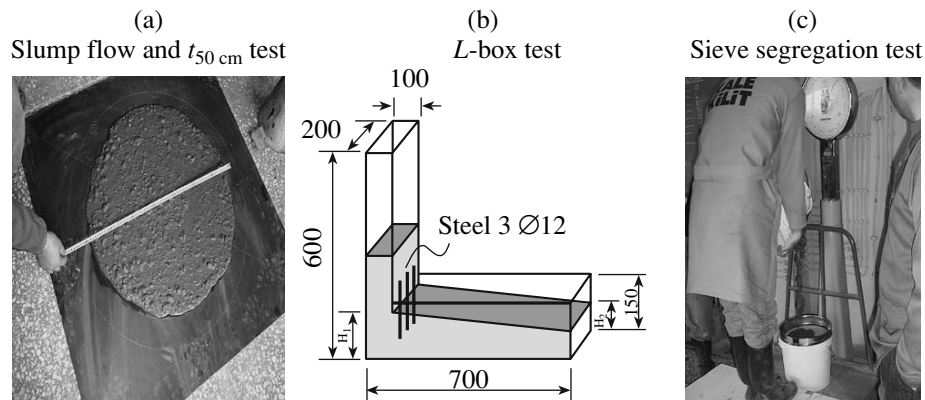 (a)
Slump flow and t50 cm test
(b)
L-box test
(c)
Sieve segregation test
100
200
600
Steel 3 Ø12
H1
H2
150
700